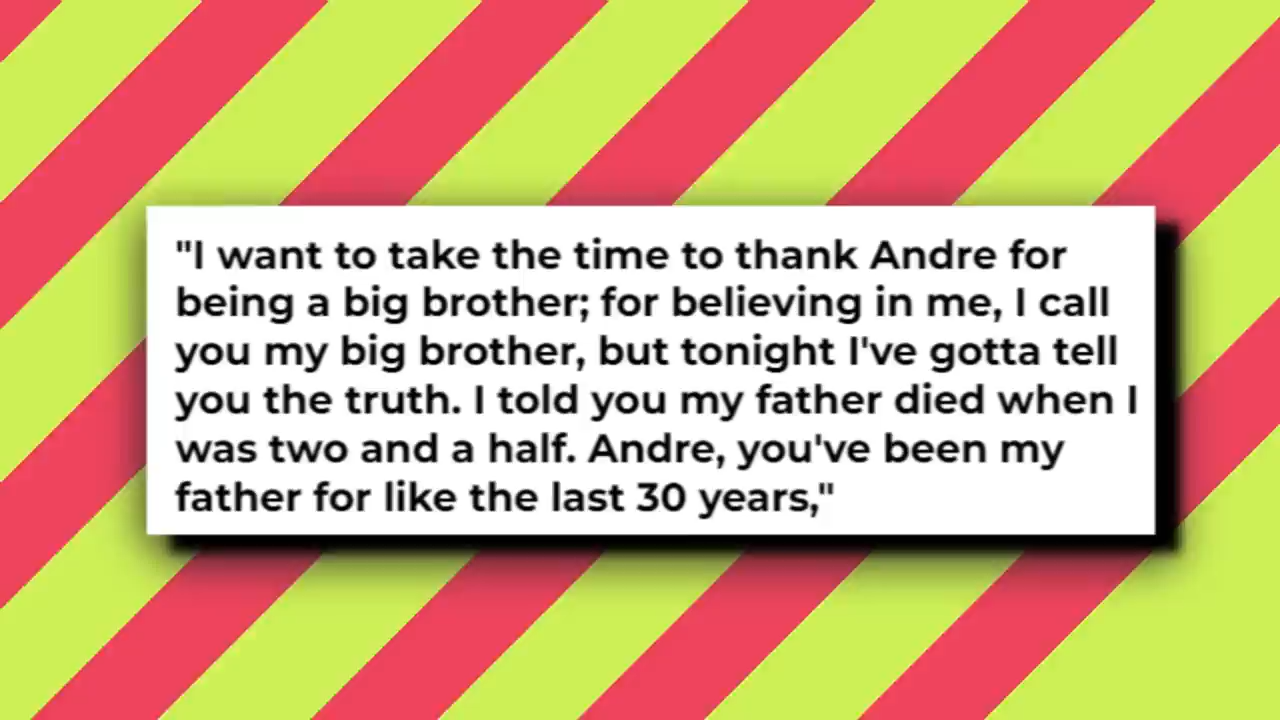 "I want to take the time to thank Andre for
being a big brother; for believing in me, I call
you my big brother, but tonight I've gotta tell
you the truth. I told you my father died when I
was two and a half. Andre, you've been my
father for like the last 30 years,"